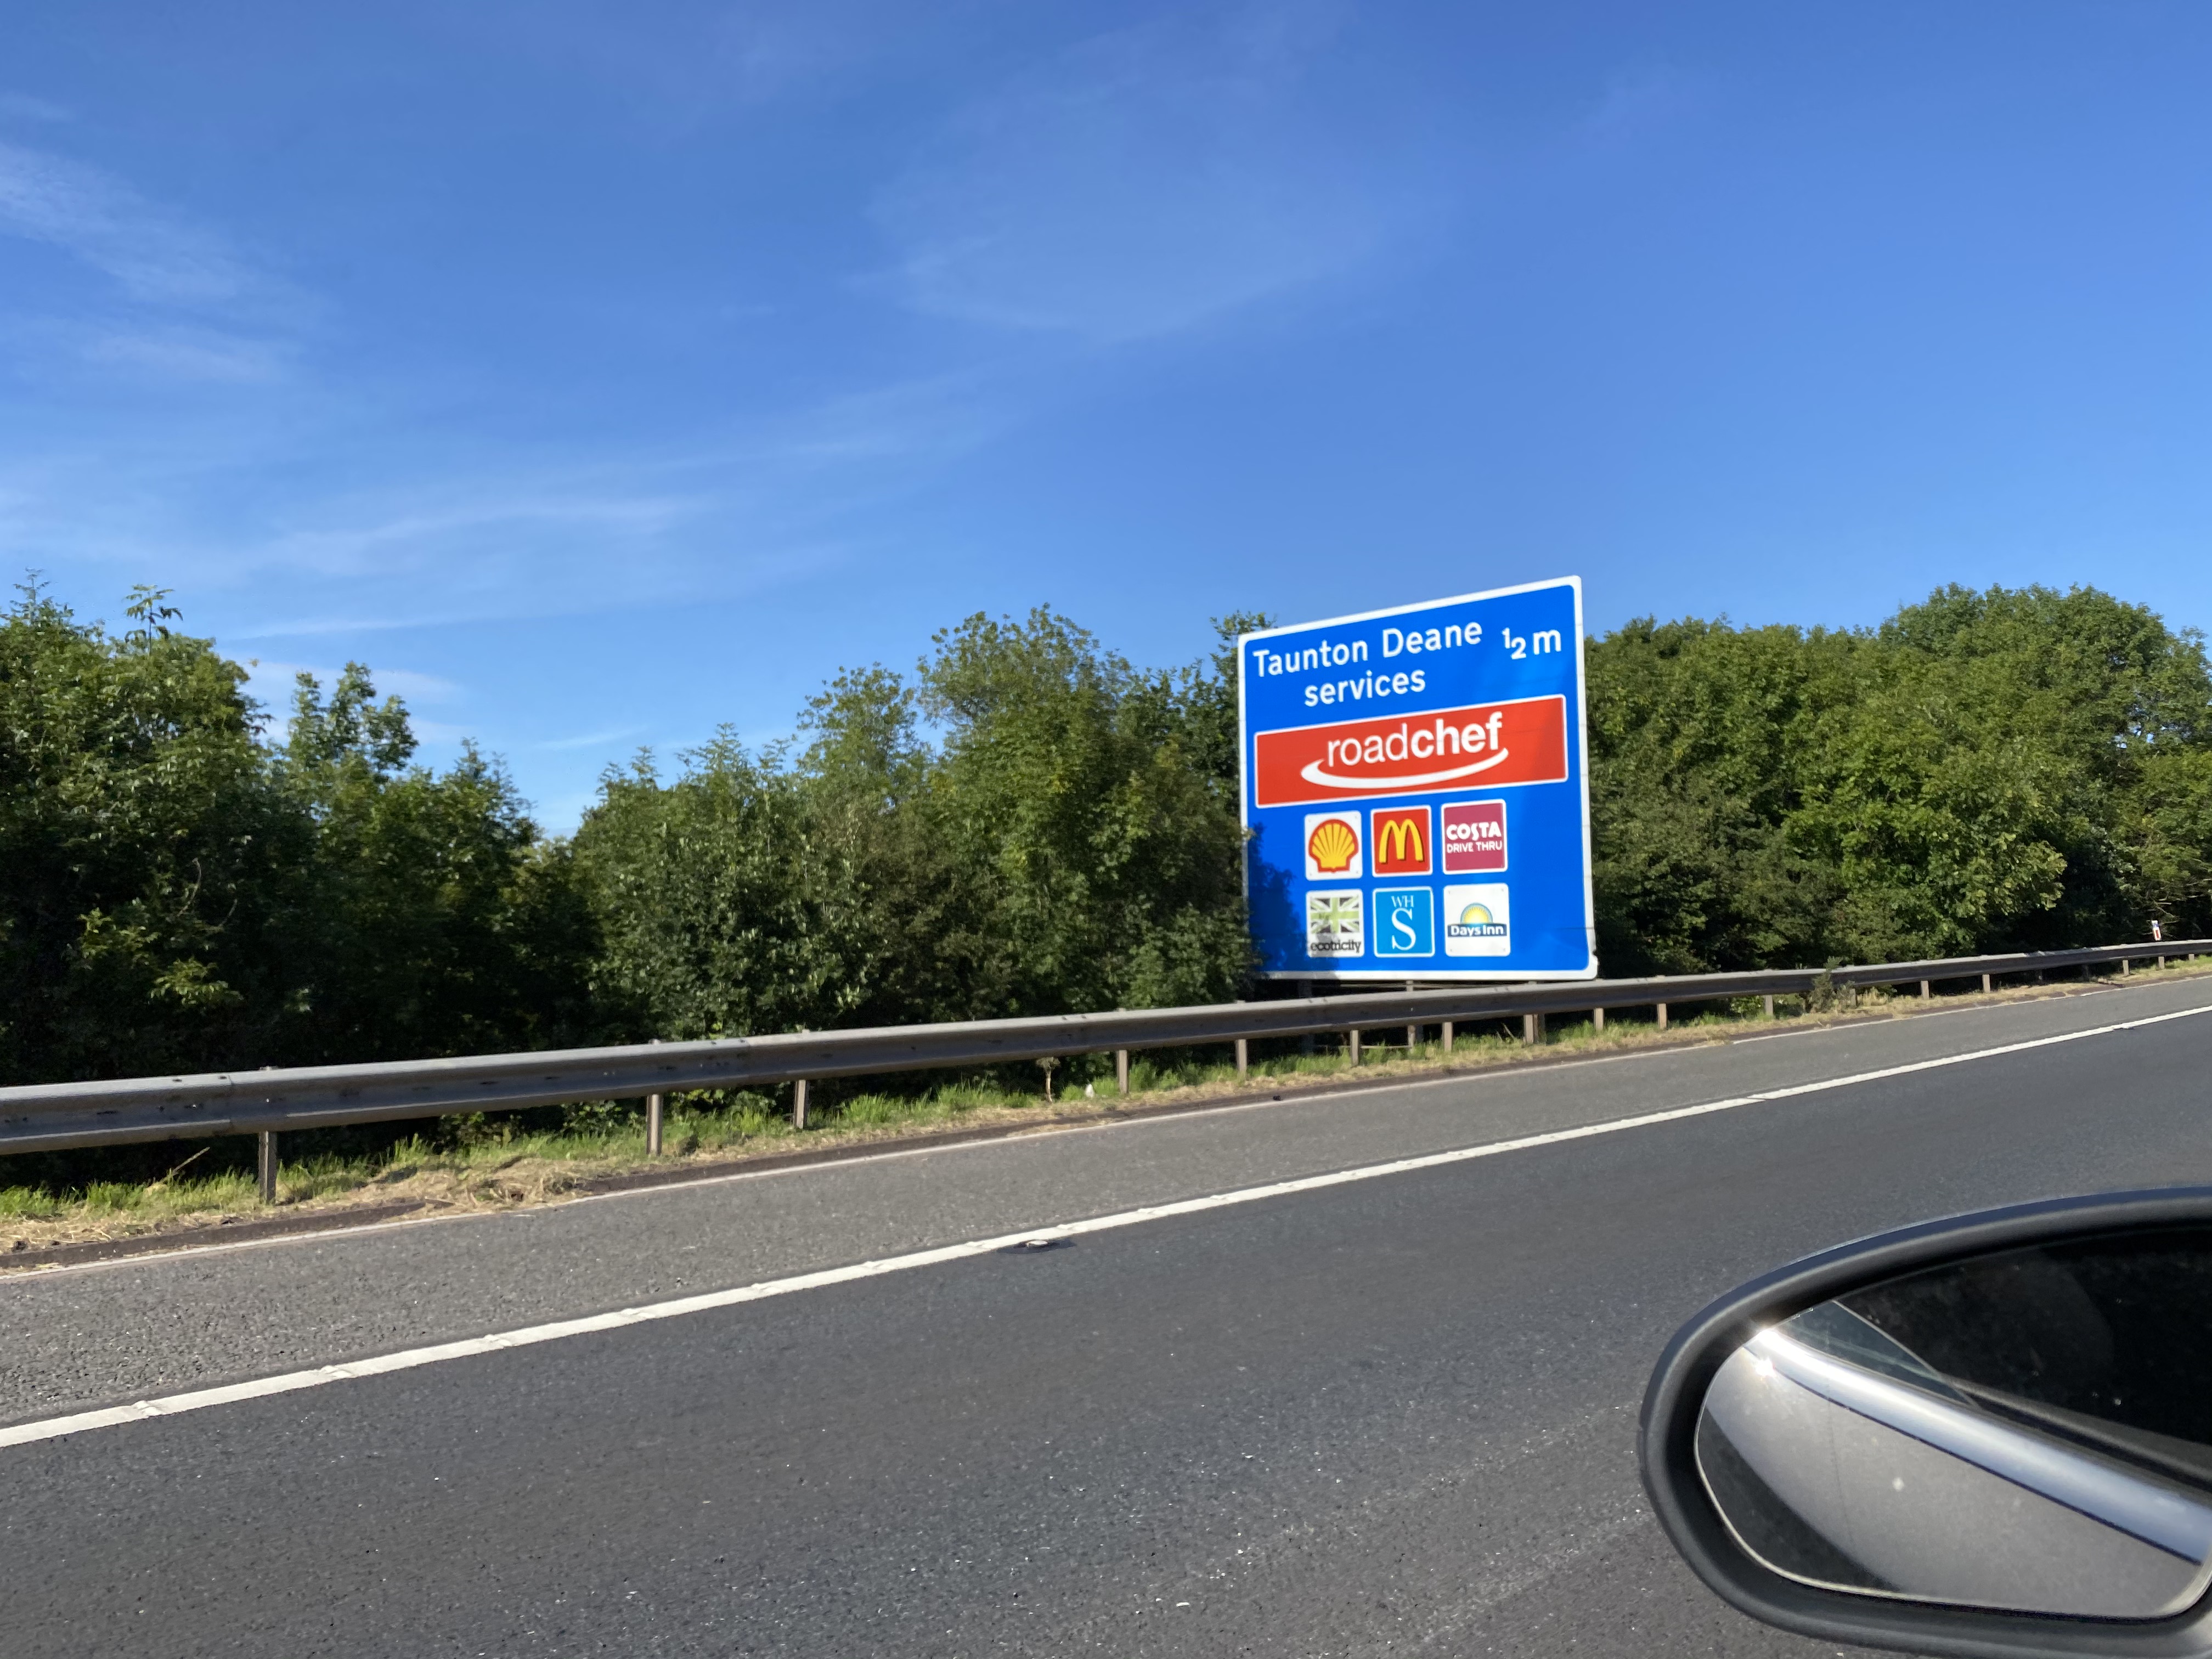 Taunton Deane ½ m
services
roadchef
COSTA
DRIVE THRU
ecotricity
WH
S
Days Inn